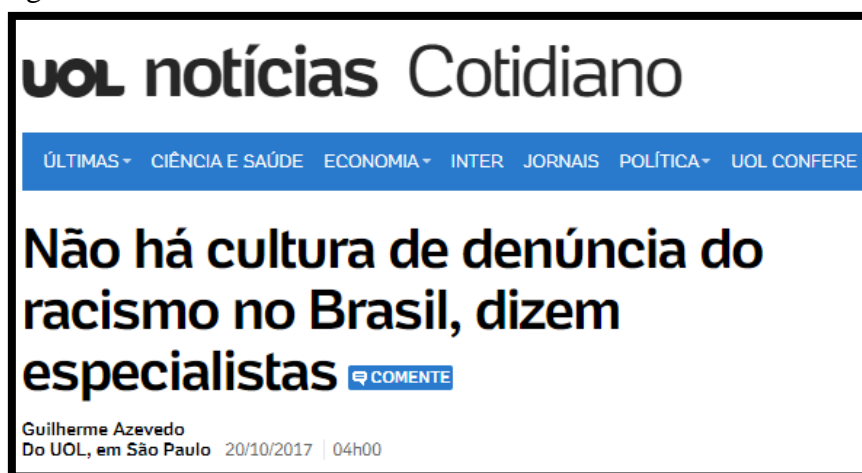 UOL notícias Cotidiano
ÚLTIMAS CIÊNCIA E SAÚDE ECONOMIA INTER JORNAIS POLÍTICA UOL CONFERE
Não há cultura de denúncia do
racismo no Brasil, dizem
especialistas COMENTE
Guilherme Azevedo
Do UOL, em São Paulo 20/10/2017 | 04h00